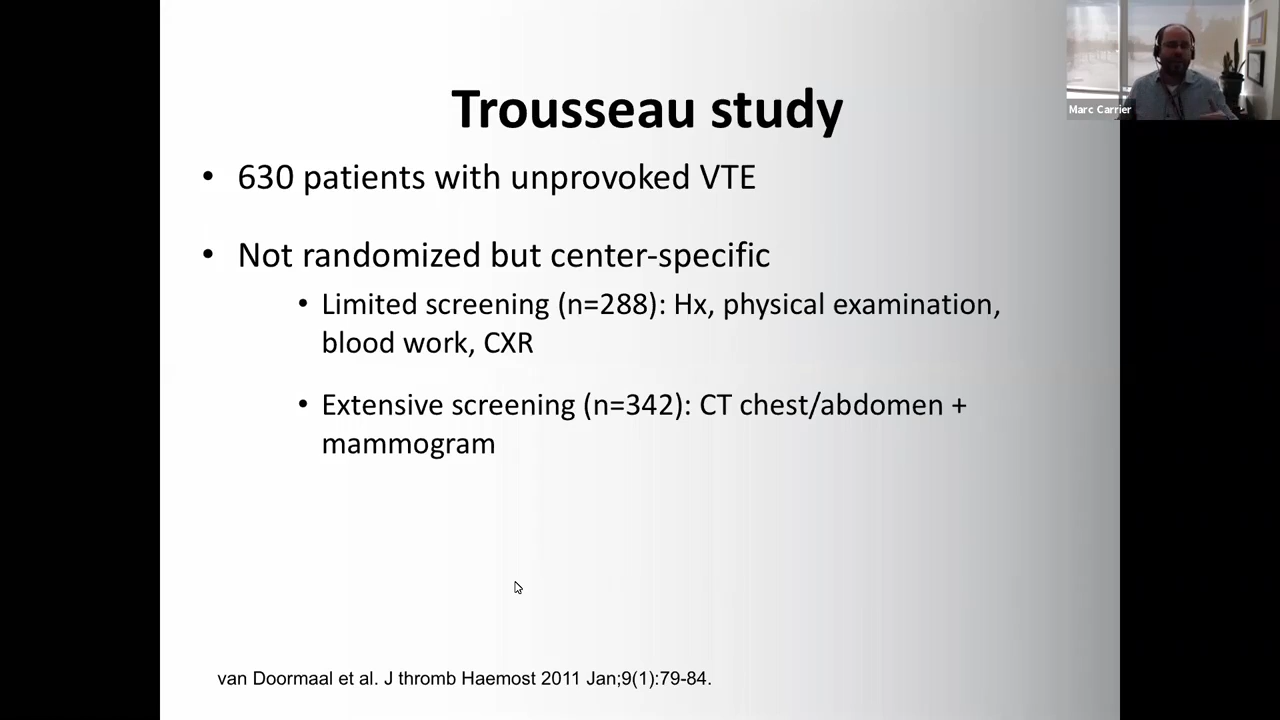 Trousseau study
Marc Carrier
• 630 patients with unprovoked VTE
• Not randomized but center-specific
• Limited screening (n=288): Hx, physical examination,
blood work, CXR
• Extensive screening (n=342): CT chest/abdomen +
mammogram
van Doormaal et al. J thromb Haemost 2011 Jan;9(1):79-84.